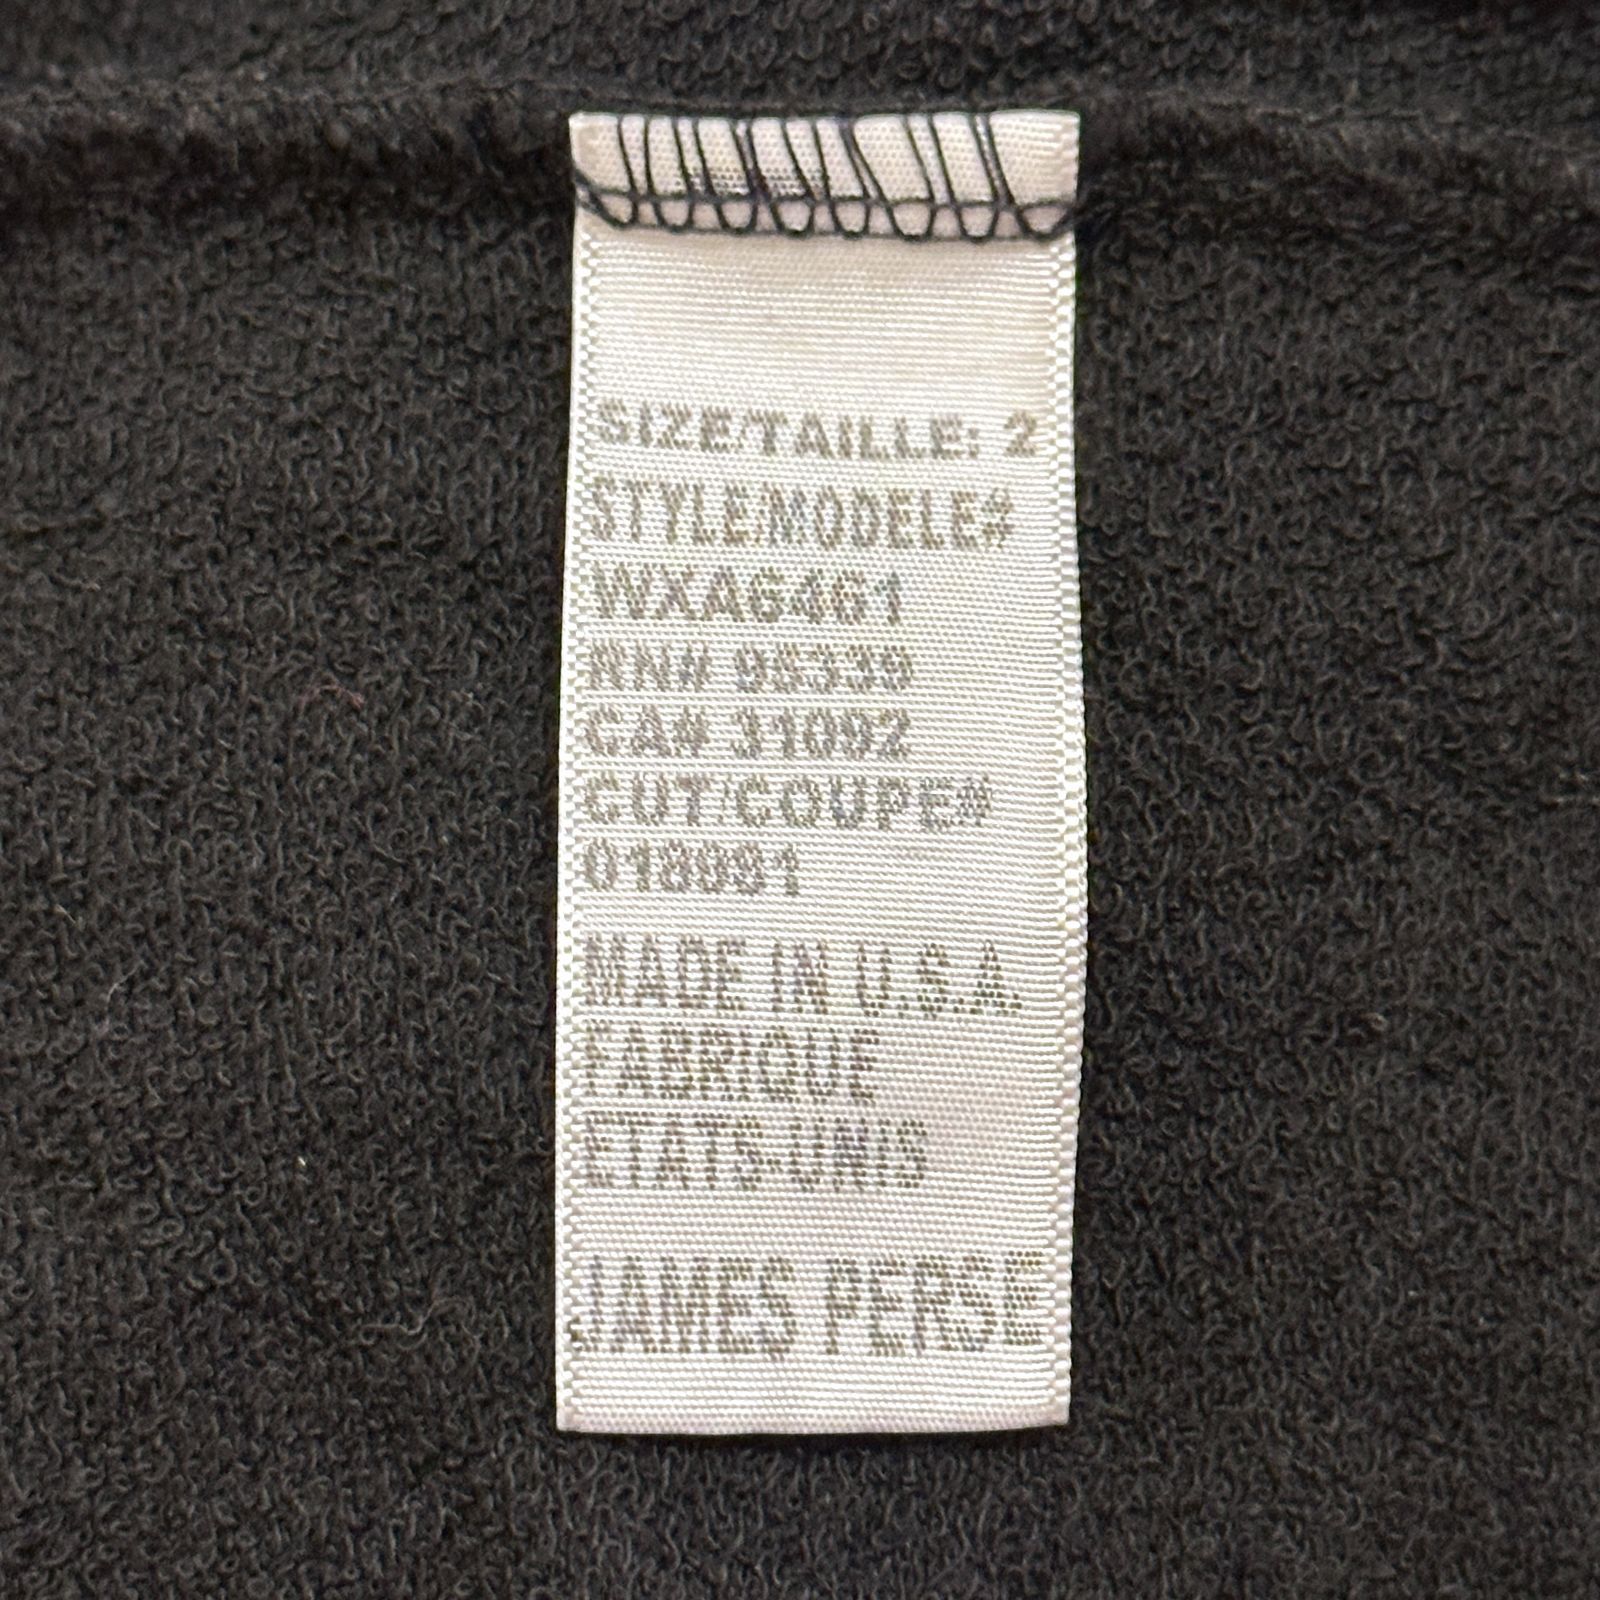 SIZE/TAILLE: 2
STYLE/MODELE#
WXA6461
RN# 95339
CA# 31092
CUT/COUPE#
018981
MADE IN U.S.A.
FABRIQUE
ETATS-UNIS
JAMES PERSE